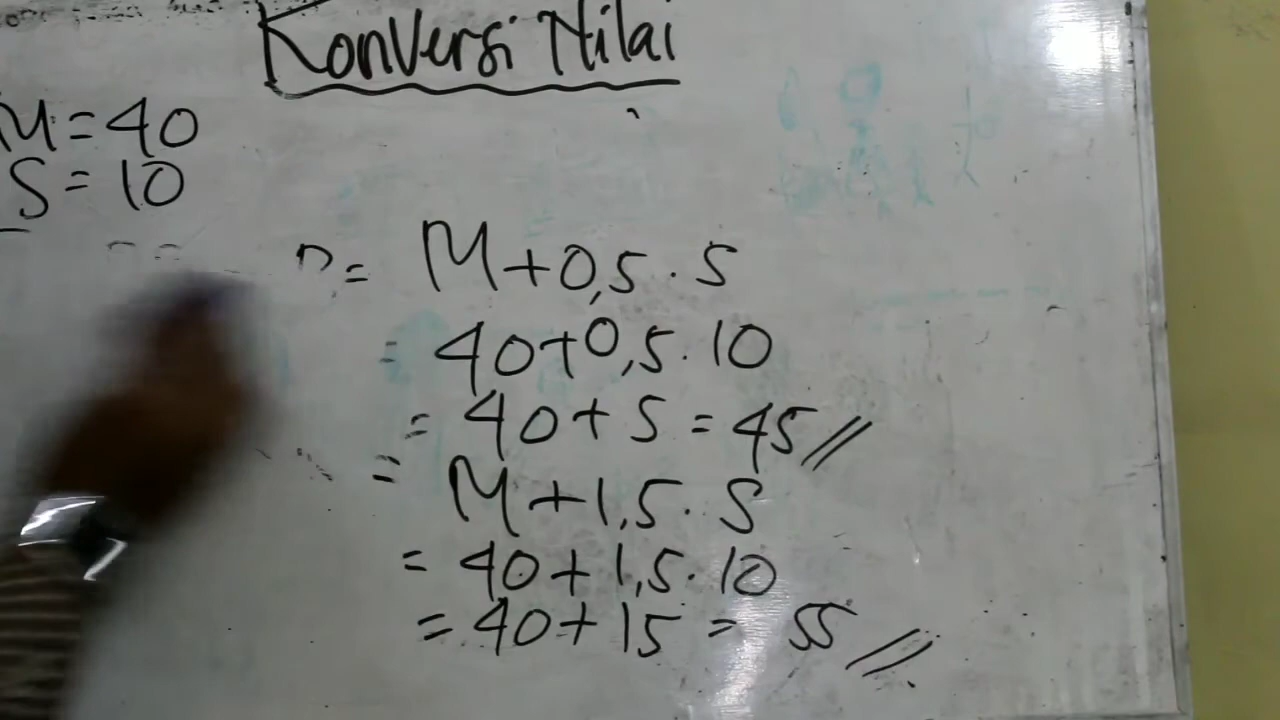 Konversi Nilai
M = 40
S = 10
= M + 0,5 . S
= 40 + 0,5 . 10
= 40 + 5 = 45 //
= M + 1,5 . S
= 40 + 1,5 . 10
= 40 + 15 = 55 //